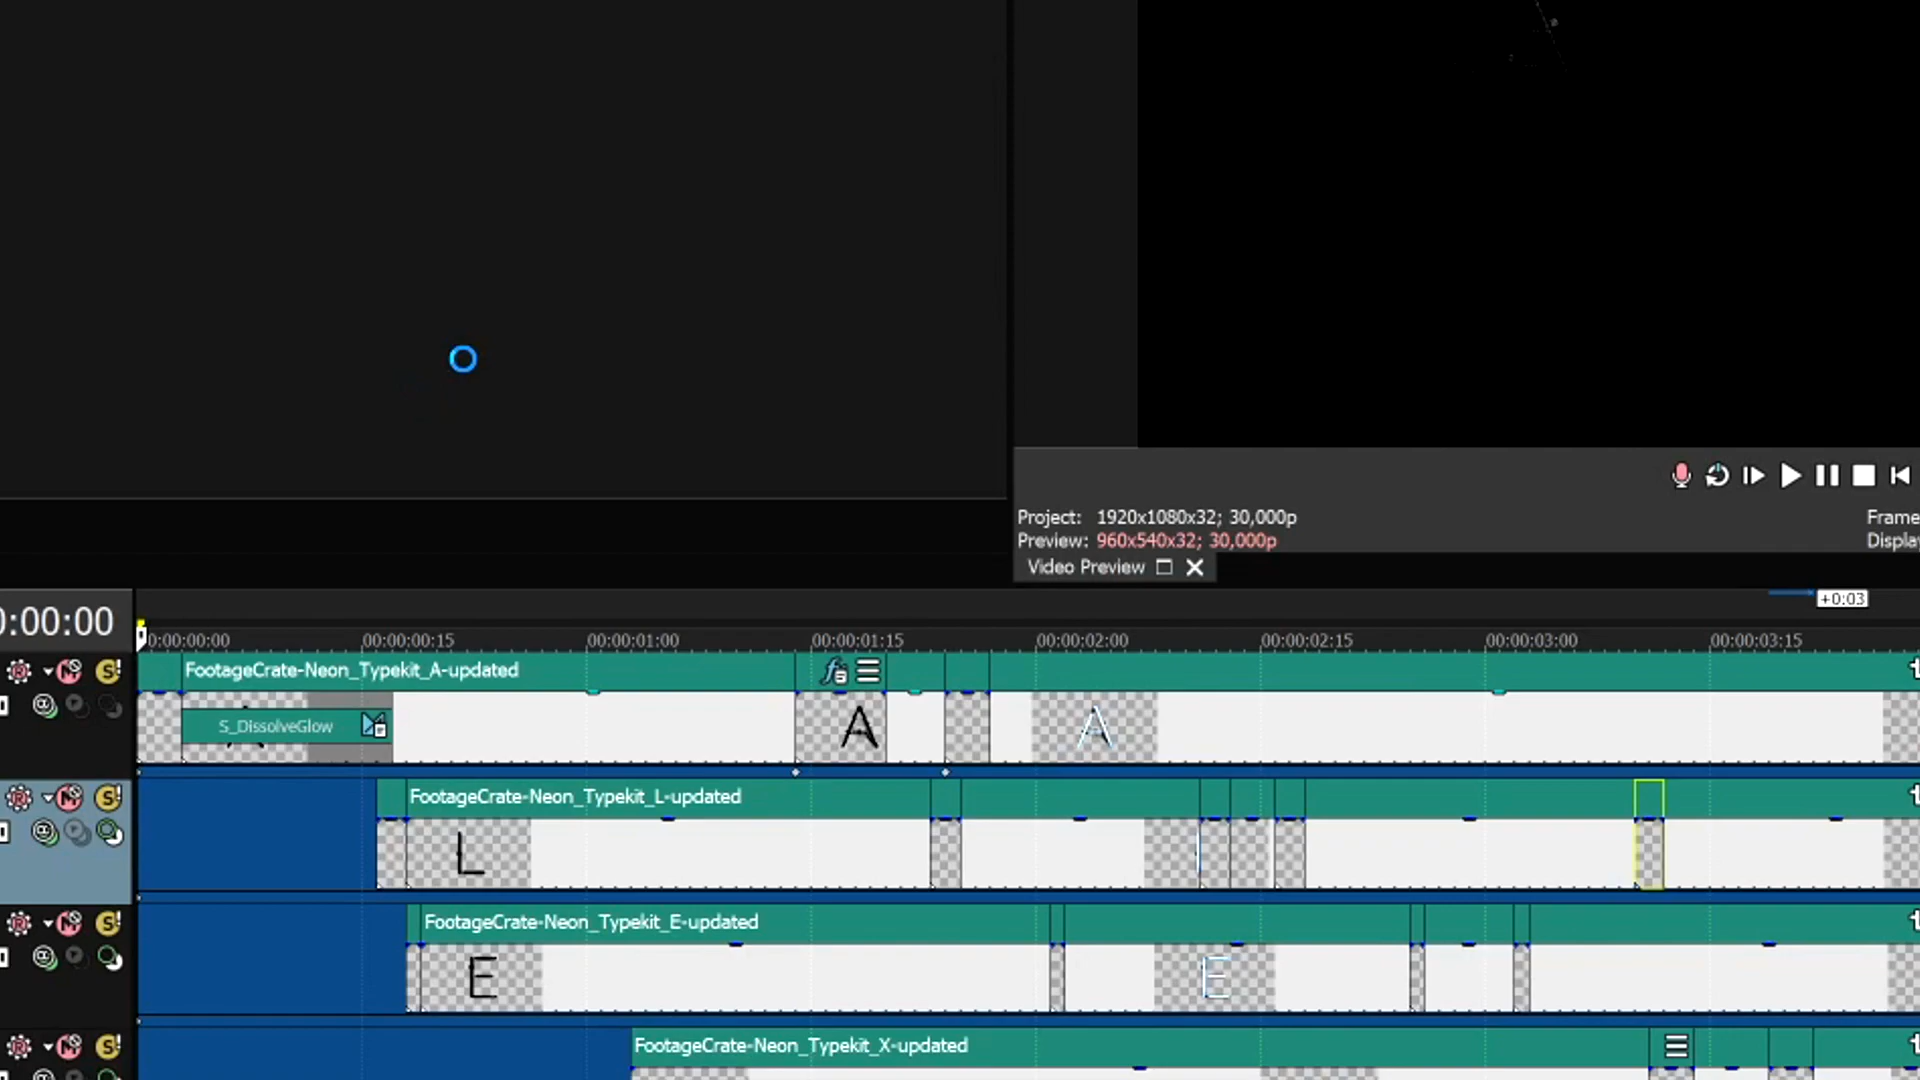 Project: 1920x1080x32; 30,000p
Frame
Preview: 960x540x32; 30,000p
Display
Video Preview
+0:03
0:00:00
0:00:00:00
00:00:00:15
00:00:01:00
00:00:01:15
00:00:02:00
00:00:02:15
00:00:03:00
00:00:03:15
FootageCrate-Neon_Typekit_A-updated
S_DissolveGlow
A
A
FootageCrate-Neon_Typekit_L-updated
L
FootageCrate-Neon_Typekit_E-updated
E
E
FootageCrate-Neon_Typekit_X-updated